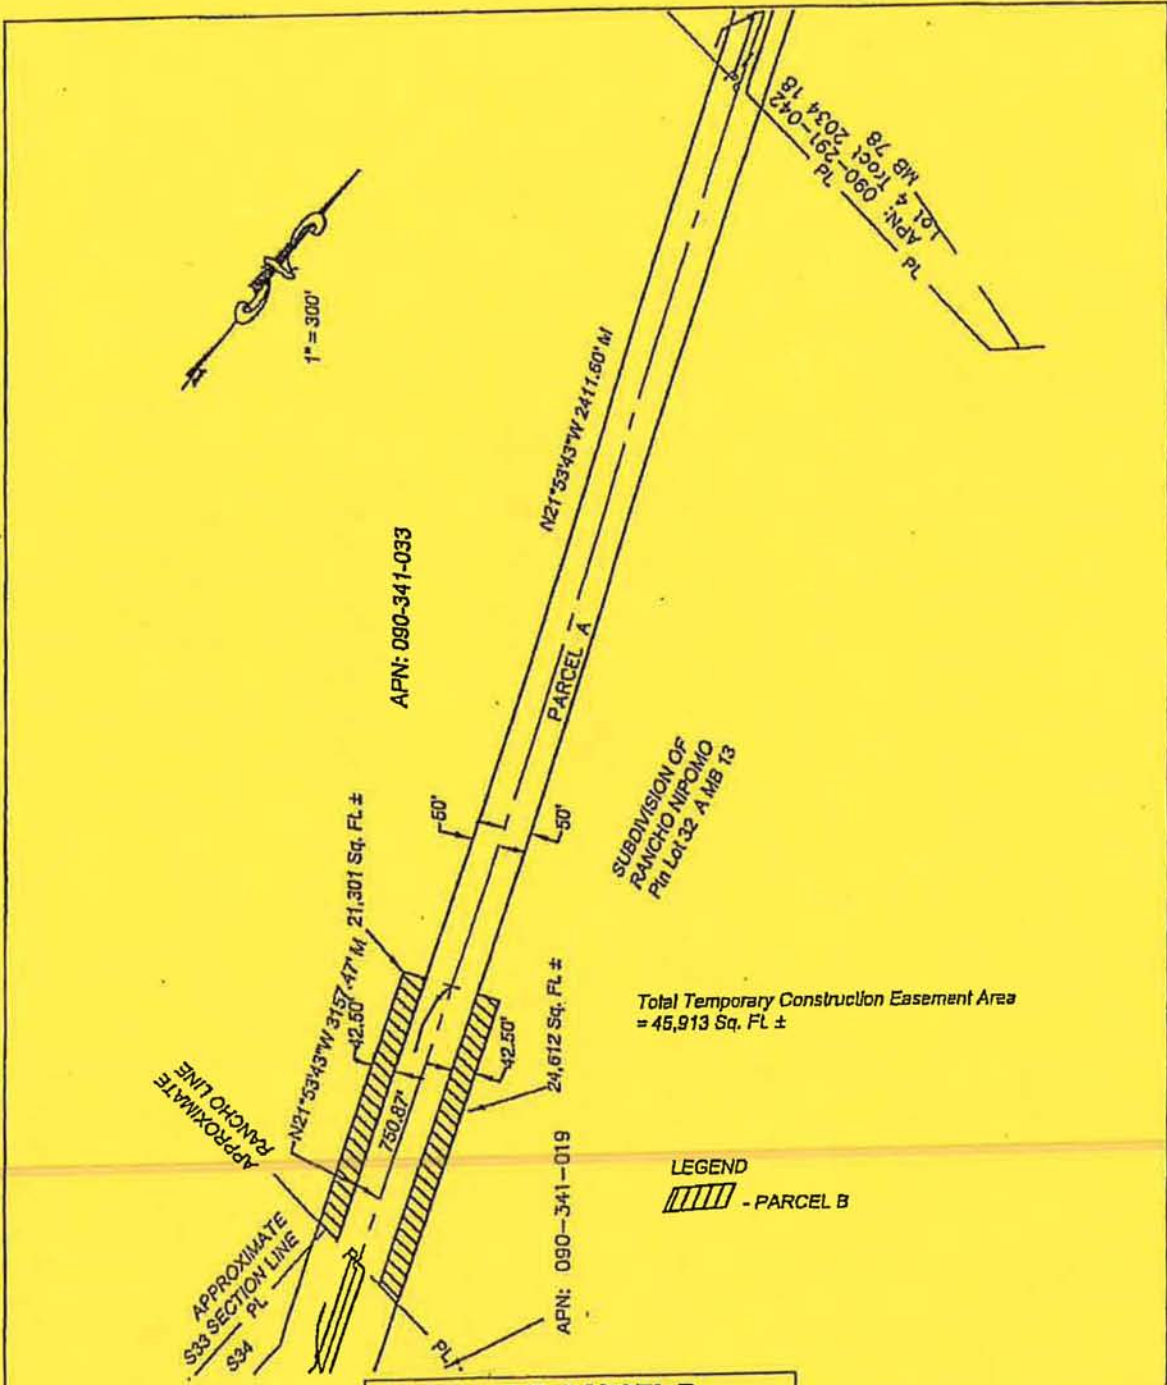 1" = 300'
APN: 090-291-042
Lot 4 Tract 2034 18
MB 78
PL
PL
N21°53'43"W 2411.60' M
APN: 090-341-033
PARCEL A
50'
50'
SUBDIVISION OF
RANCHO NIPOMO
Ptn Lot 32 A MB 13
21,301 Sq. Ft. ±
N21°53'43"W 3157.47' M
42.50'
42.50'
750.87'
24,612 Sq. Ft. ±
Total Temporary Construction Easement Area
= 45,913 Sq. Ft. ±
APPROXIMATE
RANCHO LINE
LEGEND
- PARCEL B
APPROXIMATE
S33 SECTION LINE
PL
S34
PL
APN: 090-341-019